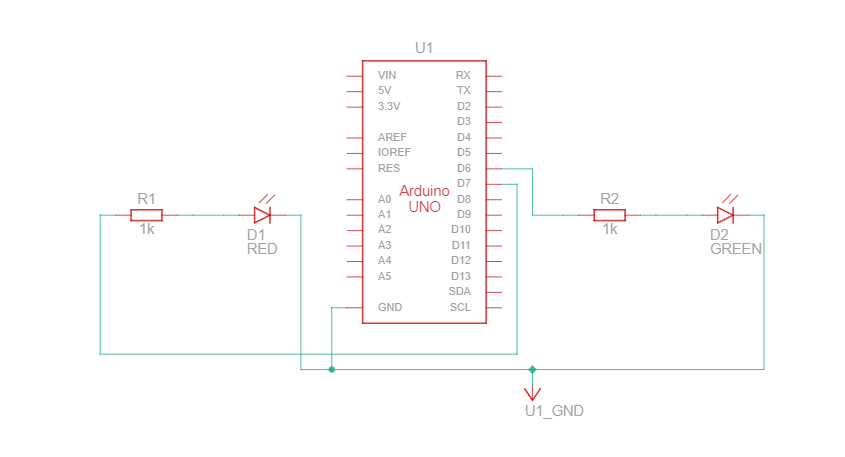 U1
VIN RX
5V TX
3.3V D2
D3
AREF D4
IOREF D5
RES D6
D7
Arduino
UNO
A0 D8
A1 D9
A2 D10
A3 D11
A4 D12
A5 D13
SDA
GND SCL
R1
1k
D1
RED
R2
1k
D2
GREEN
U1_GND